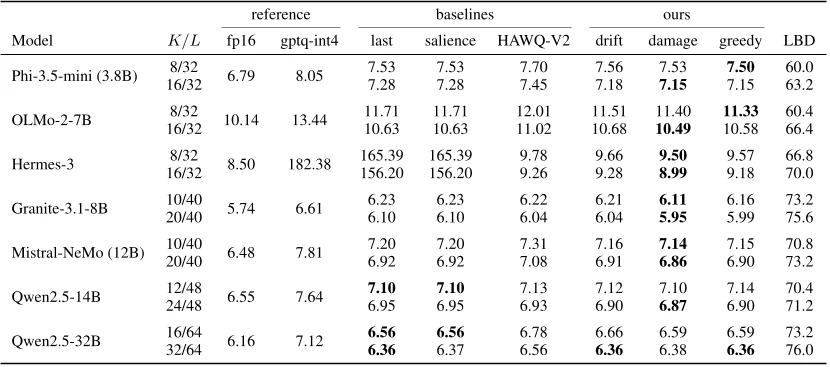 reference baselines ours
Model K/L fp16 gptq-int4 last salience HAWQ-V2 drift damage greedy LBD
Phi-3.5-mini (3.8B) 8/32 6.79 8.05 7.53 7.53 7.70 7.56 7.53 7.50 60.0
16/32 7.28 7.28 7.45 7.18 7.15 7.15 63.2
OLMo-2-7B 8/32 10.14 13.44 11.71 11.71 12.01 11.51 11.40 11.33 60.4
16/32 10.63 10.63 11.02 10.68 10.49 10.58 66.4
Hermes-3 8/32 8.50 182.38 165.39 165.39 9.78 9.66 9.50 9.57 66.8
16/32 156.20 156.20 9.26 9.28 8.99 9.18 70.0
Granite-3.1-8B 10/40 5.74 6.61 6.23 6.23 6.22 6.21 6.11 6.16 73.2
20/40 6.10 6.10 6.04 6.04 5.95 5.99 75.6
Mistral-NeMo (12B) 10/40 6.48 7.81 7.20 7.20 7.31 7.16 7.14 7.15 70.8
20/40 6.92 6.92 7.08 6.91 6.86 6.90 73.2
Qwen2.5-14B 12/48 6.55 7.64 7.10 7.10 7.13 7.12 7.10 7.14 70.4
24/48 6.95 6.95 6.93 6.90 6.87 6.90 71.2
Qwen2.5-32B 16/64 6.16 7.12 6.56 6.56 6.78 6.66 6.59 6.59 73.2
32/64 6.36 6.37 6.56 6.36 6.38 6.36 76.0